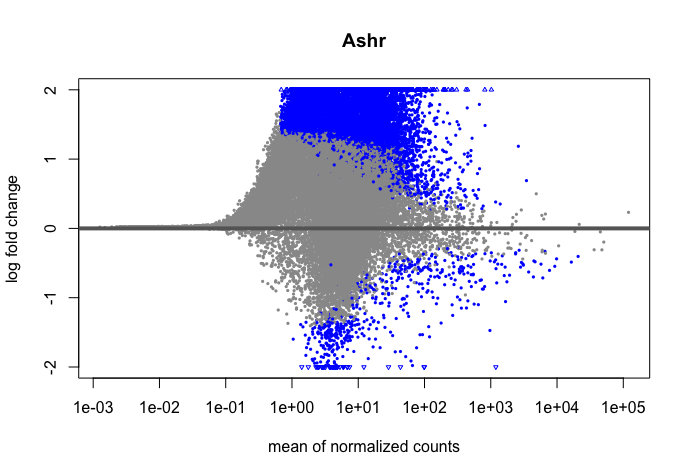 Ashr
2
1
0
-1
-2
log fold change
1e-03 1e-02 1e-01 1e+00 1e+01 1e+02 1e+03 1e+04 1e+05
mean of normalized counts